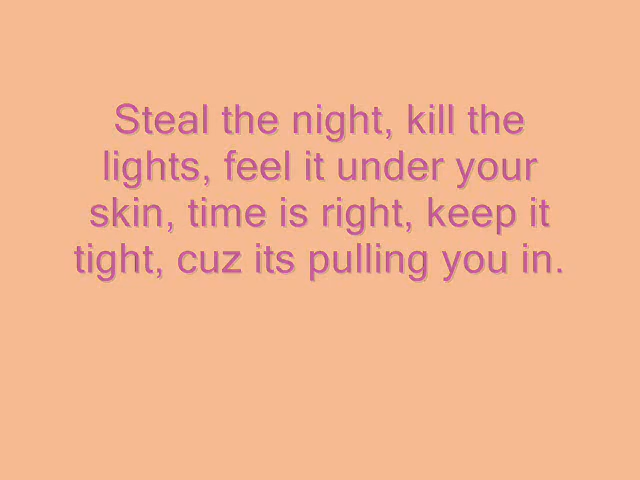 Steal the night, kill the
lights, feel it under your
skin, time is right, keep it
tight, cuz its pulling you in.